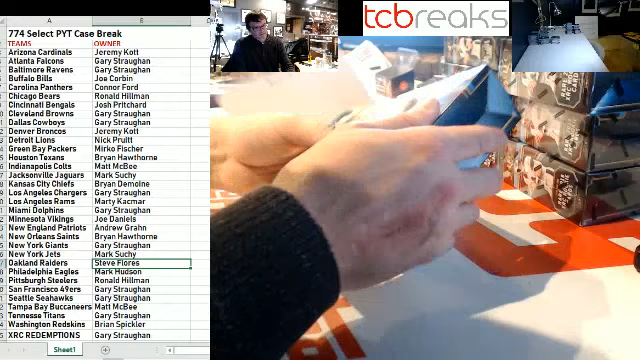 774 Select PYT Case Break
TEAMS OWNER
Arizona Cardinals Jeremy Kott
Atlanta Falcons Gary Straughan
Baltimore Ravens Gary Straughan
Buffalo Bills Joe Corbin
Carolina Panthers Connor Ford
Chicago Bears Ronald Hillman
Cincinnati Bengals Josh Pritchard
Cleveland Browns Gary Straughan
Dallas Cowboys Gary Straughan
Denver Broncos Jeremy Kott
Detroit Lions Nick Pruitt
Green Bay Packers Mirko Fischer
Houston Texans Bryan Hawthorne
Indianapolis Colts Matt McBee
Jacksonville Jaguars Mark Suchy
Kansas City Chiefs Bryan Demoine
Los Angeles Chargers Gary Straughan
Los Angeles Rams Marty Kacmar
Miami Dolphins Gary Straughan
Minnesota Vikings Joe Daniels
New England Patriots Andrew Grahn
New Orleans Saints Bryan Hawthorne
New York Giants Gary Straughan
New York Jets Mark Suchy
Oakland Raiders Steve Flores
Philadelphia Eagles Mark Hudson
Pittsburgh Steelers Ronald Hillman
San Francisco 49ers Gary Straughan
Seattle Seahawks Gary Straughan
Tampa Bay Buccaneers Matt McBee
Tennesse Titans Gary Straughan
Washington Redskins Brian Spickler
XRC REDEMPTIONS Gary Straughan
Sheet1
tcbreaks